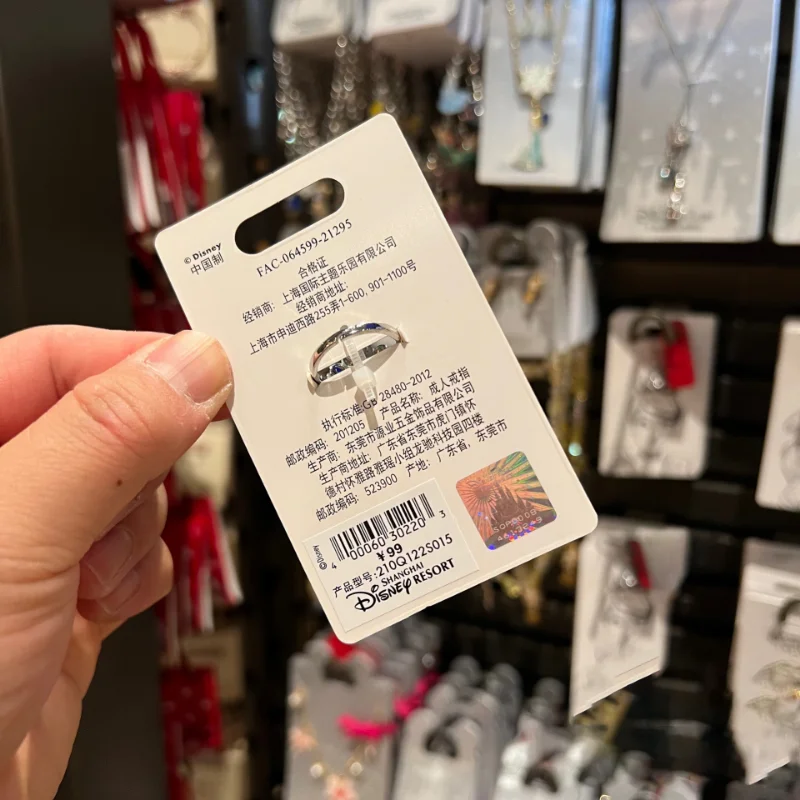 © Disney
中国制
FAC-064599-21295
合格证
经销商: 上海国际主题乐园有限公司
经销商地址:
上海市申迪西路255弄1-600, 901-1100号
执行标准GB 28480-2012
邮政编码: 201205 产品名称: 成人戒指
生产商: 东莞市源业五金饰品有限公司
生产商地址: 广东省东莞市虎门镇怀
德村怀雅路雅瑶小组龙驰科技园四楼
邮政编码: 523900 产地: 广东省, 东莞市
4 00060 30220 3
￥99
产品型号:210Q122S015
SHANGHAI
Disney RESORT